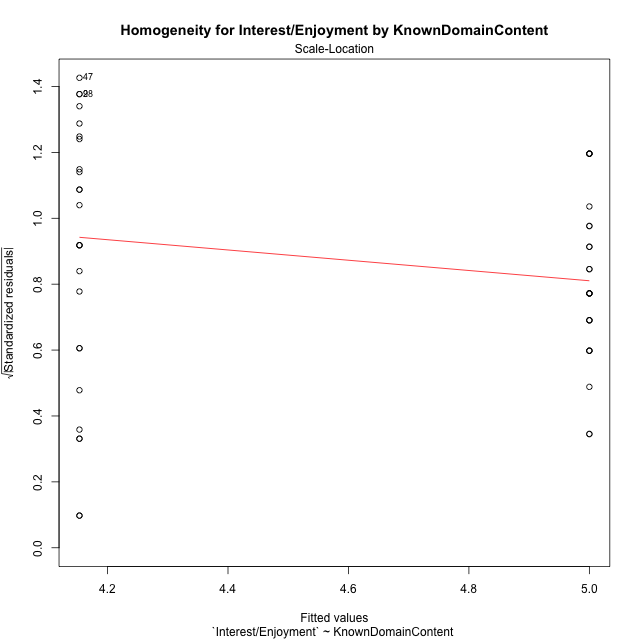 Homogeneity for Interest/Enjoyment by KnownDomainContent
Scale-Location
√|Standardized residuals|
1.4
1.2
1.0
0.8
0.6
0.4
0.2
0.0
47
4.2
4.4
4.6
4.8
5.0
Fitted values
`Interest/Enjoyment` ~ KnownDomainContent